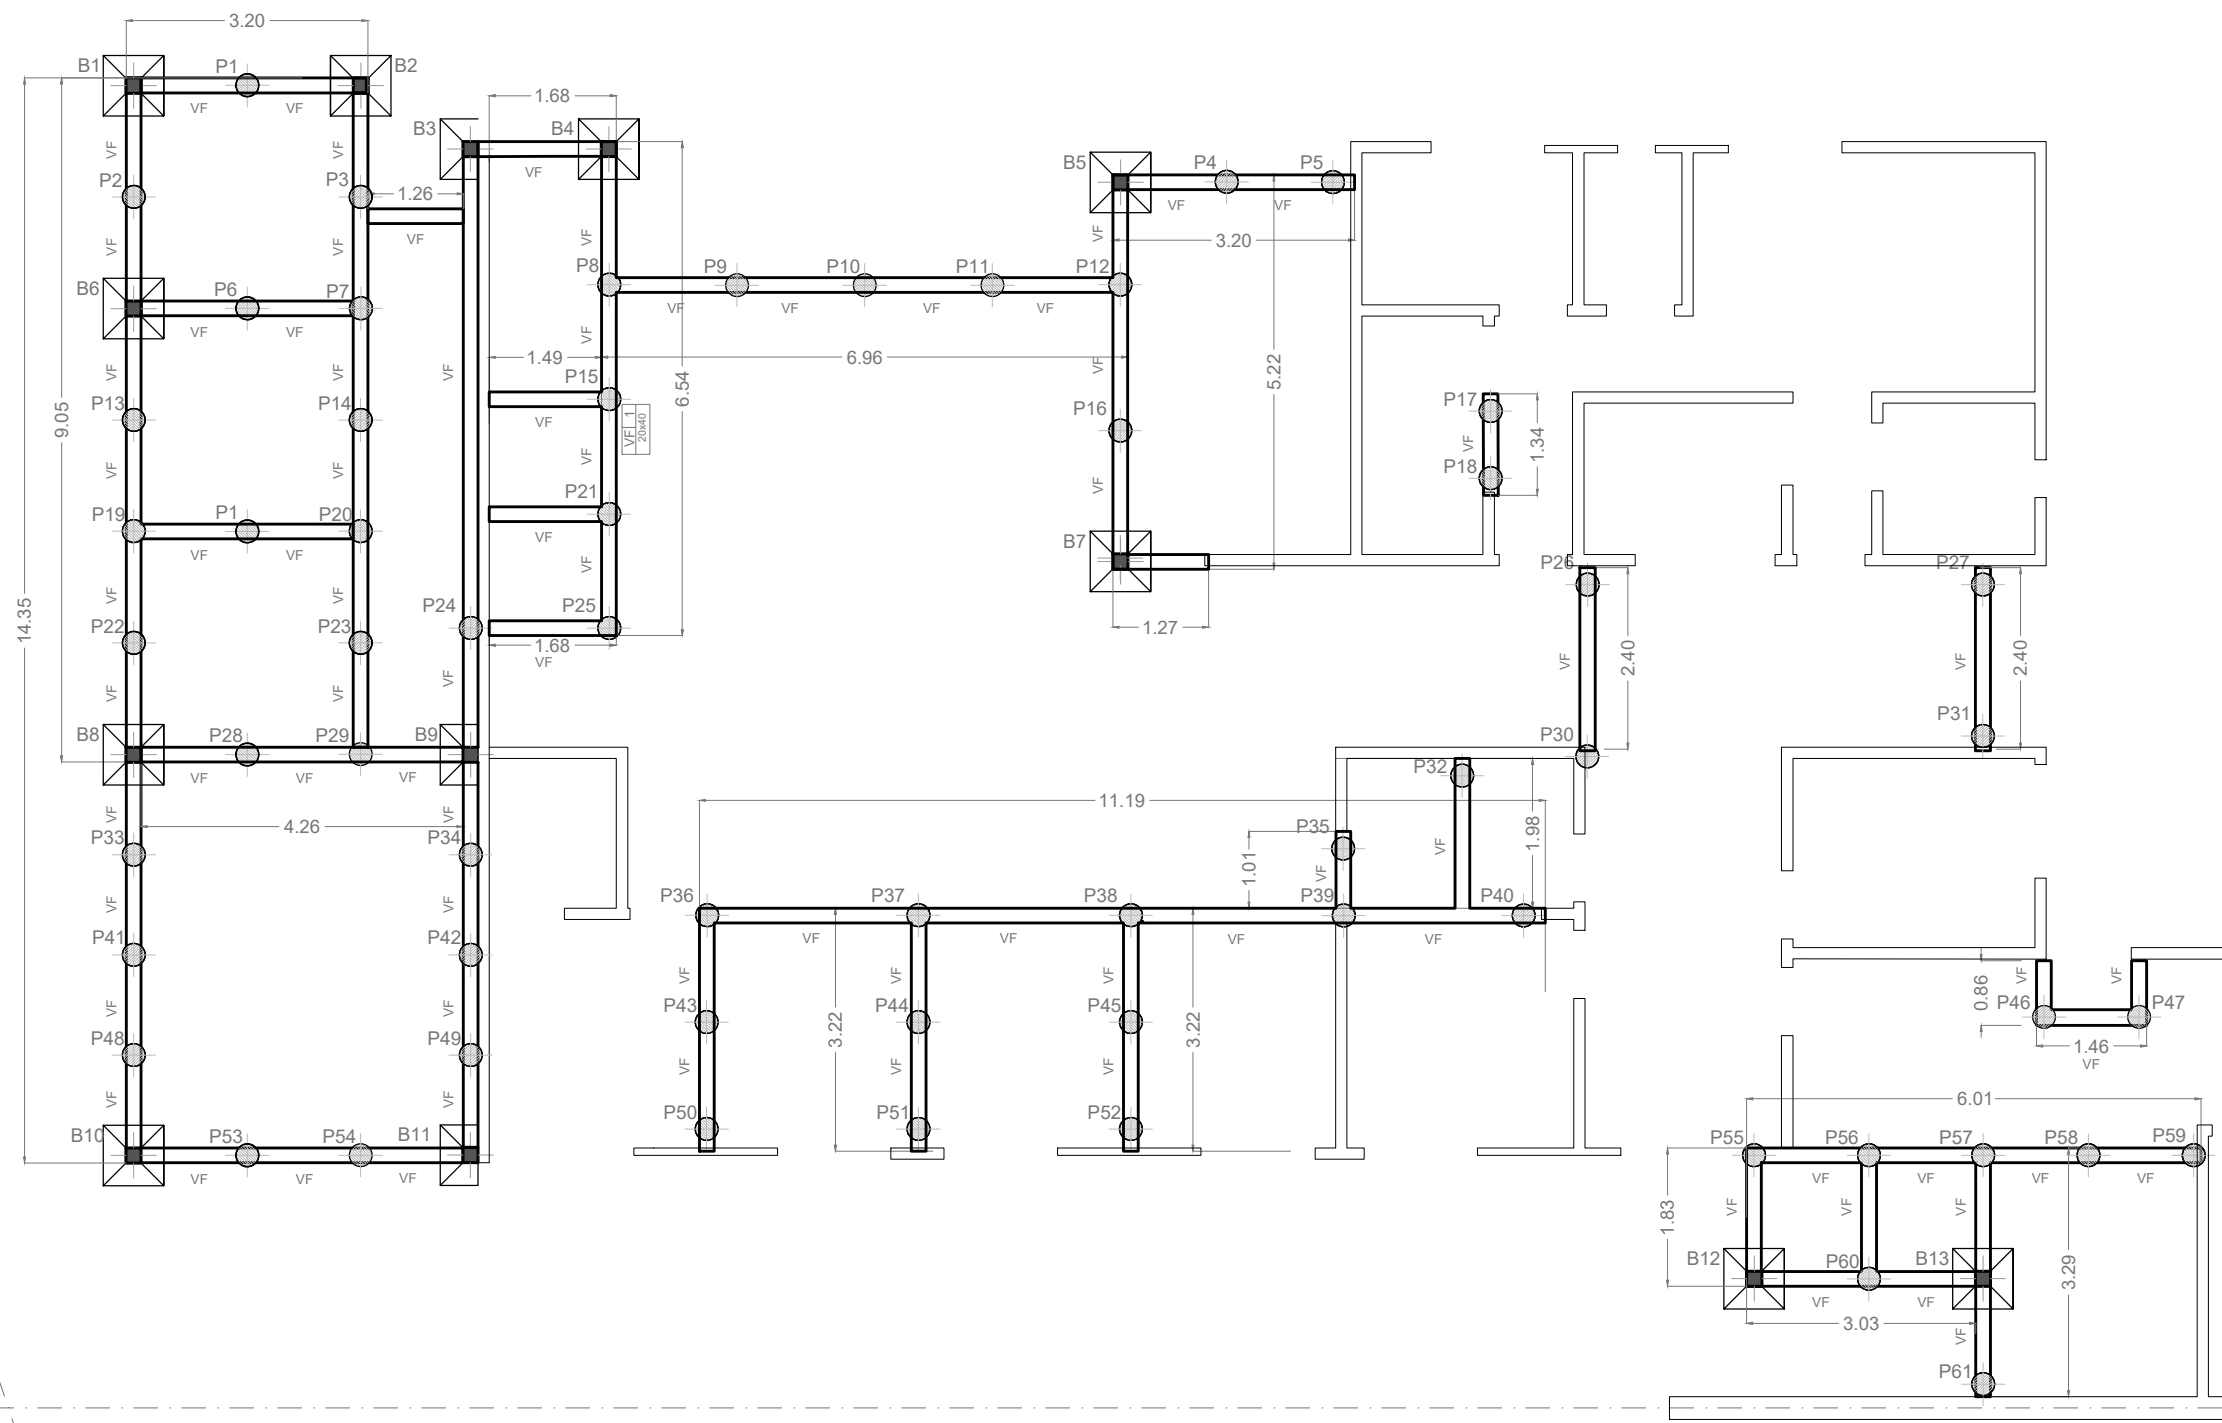 3.20
B1 P1 B2
VF VF
1.68
B3 B4
VF VF VF
B5 P4 P5
P2 P3 1.26
VF VF
VF
3.20
VF VF VF VF
P8 P9 P10 P11 P12
B6 P6 P7
VF VF VF VF VF VF
VF
1.49 6.96
VF VF VF VF
5.22
P15
6.54
P13 P14 P16 P17
9.05
VF
VF 1
20x40
VF
1.34
VF VF VF VF
P18
P21
P19 P1 P20
VF VF VF
B7
VF VF VF
P26 P27
P24 P25
14.35
P22 P23
1.68
VF
1.27
VF 2.40 VF 2.40
VF VF VF
P31
B8 P28 P29 B9 P30
VF VF VF
P32
11.19
VF VF
4.26
P33 P34 P35
1.98
VF
1.01 VF
P36 P37 P38 P39 P40
VF VF
VF VF VF VF
P41 P42
VF VF VF VF VF
0.86
P43 P44 P45 P46 P47
VF VF
3.22 3.22
P48 P49
1.46
VF
VF VF VF
VF VF
6.01
P50 P51 P52
B10 P53 P54 B11
P55 P56 P57 P58 P59
VF VF VF
VF VF VF VF
VF VF VF
1.83
B12 P60 B13
3.29
VF VF
3.03
VF
P61